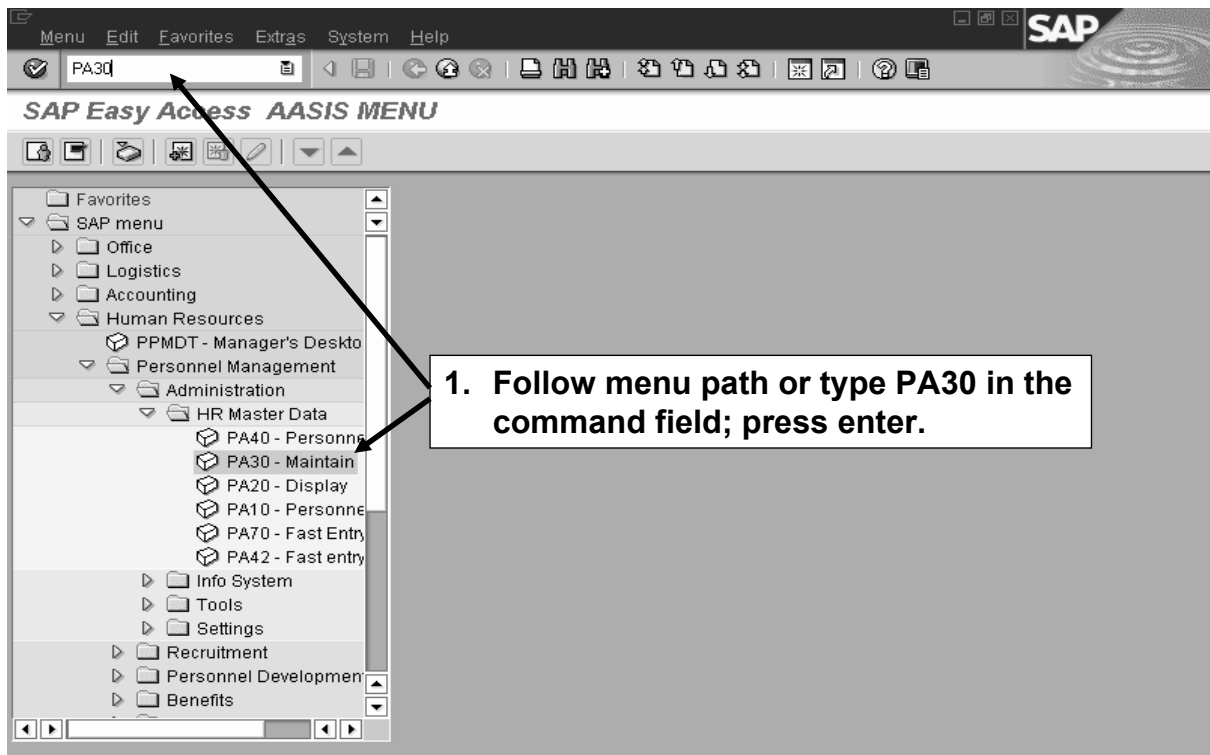 SAP
Menu Edit Favorites Extras System Help
PA30
SAP Easy Access AASIS MENU
Favorites
SAP menu
Office
Logistics
Accounting
Human Resources
PPMDT - Manager's Deskto
Personnel Management
Administration
HR Master Data
PA40 - Personne
PA30 - Maintain
PA20 - Display
PA10 - Personne
PA70 - Fast Entry
PA42 - Fast entry
Info System
Tools
Settings
Recruitment
Personnel Developmen
Benefits
1. Follow menu path or type PA30 in the
command field; press enter.